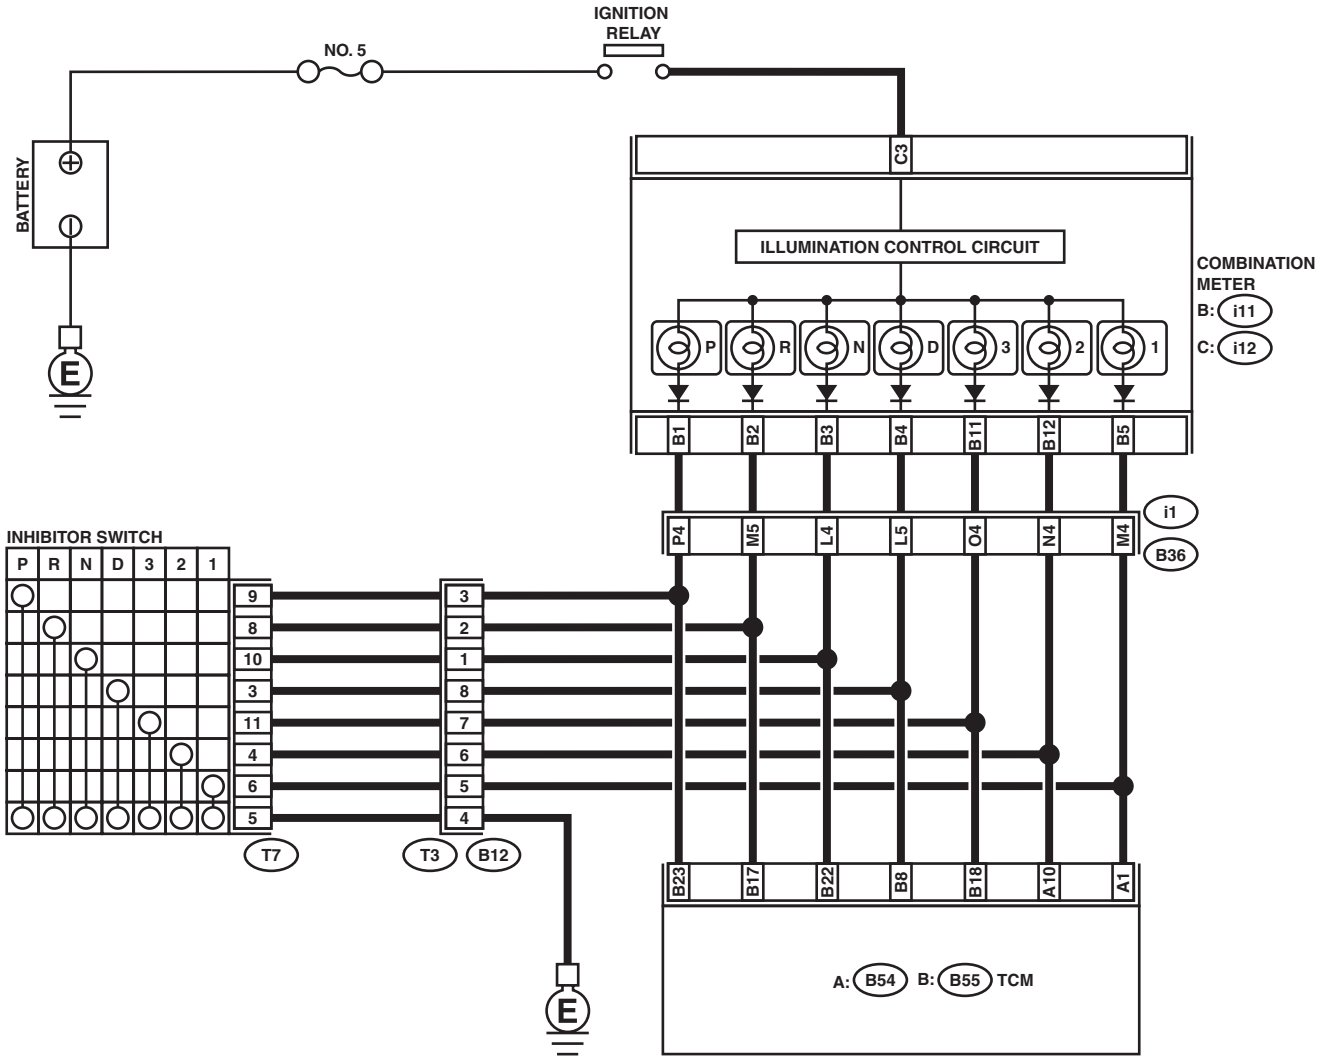 IGNITION
RELAY
NO. 5
BATTERY
E
C3
ILLUMINATION CONTROL CIRCUIT
COMBINATION
METER
B: i11
C: i12
P R N D 3 2 1
B1 B2 B3 B4 B11 B12 B5
i1
P4 M5 L4 L5 O4 N4 M4
B36
INHIBITOR SWITCH
P R N D 3 2 1
9 3
8 2
10 1
3 8
11 7
4 6
6 5
5 4
T7 T3 B12
B23 B17 B22 B8 B18 A10 A1
A: B54 B: B55 TCM
E